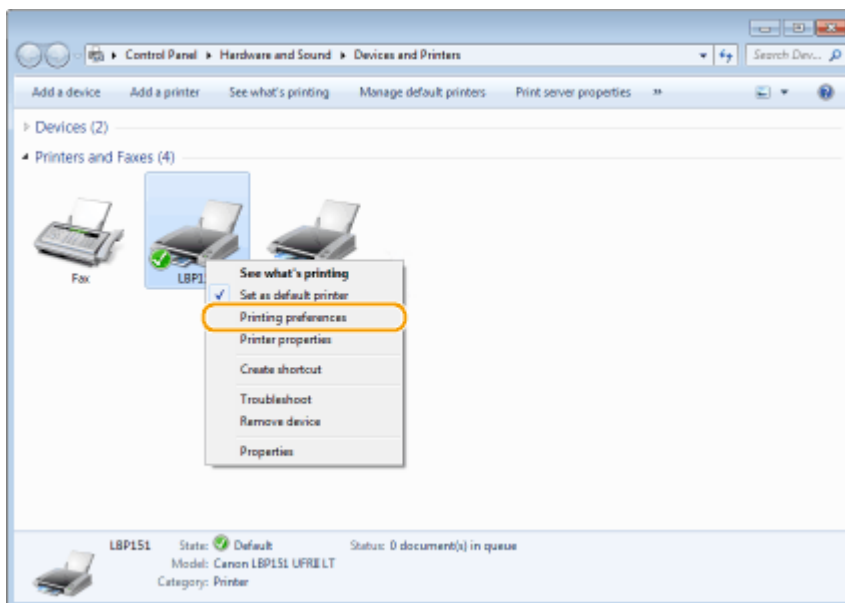 Control Panel ▸ Hardware and Sound ▸ Devices and Printers
Search Dev...
Add a device Add a printer See what's printing Manage default printers Print server properties »
Devices (2)
Printers and Faxes (4)
Fax
LBP1
See what's printing
Set as default printer
Printing preferences
Printer properties
Create shortcut
Troubleshoot
Remove device
Properties
LBP151 State: Default Status: 0 document(s) in queue
Model: Canon LBP151 UFRII LT
Category: Printer